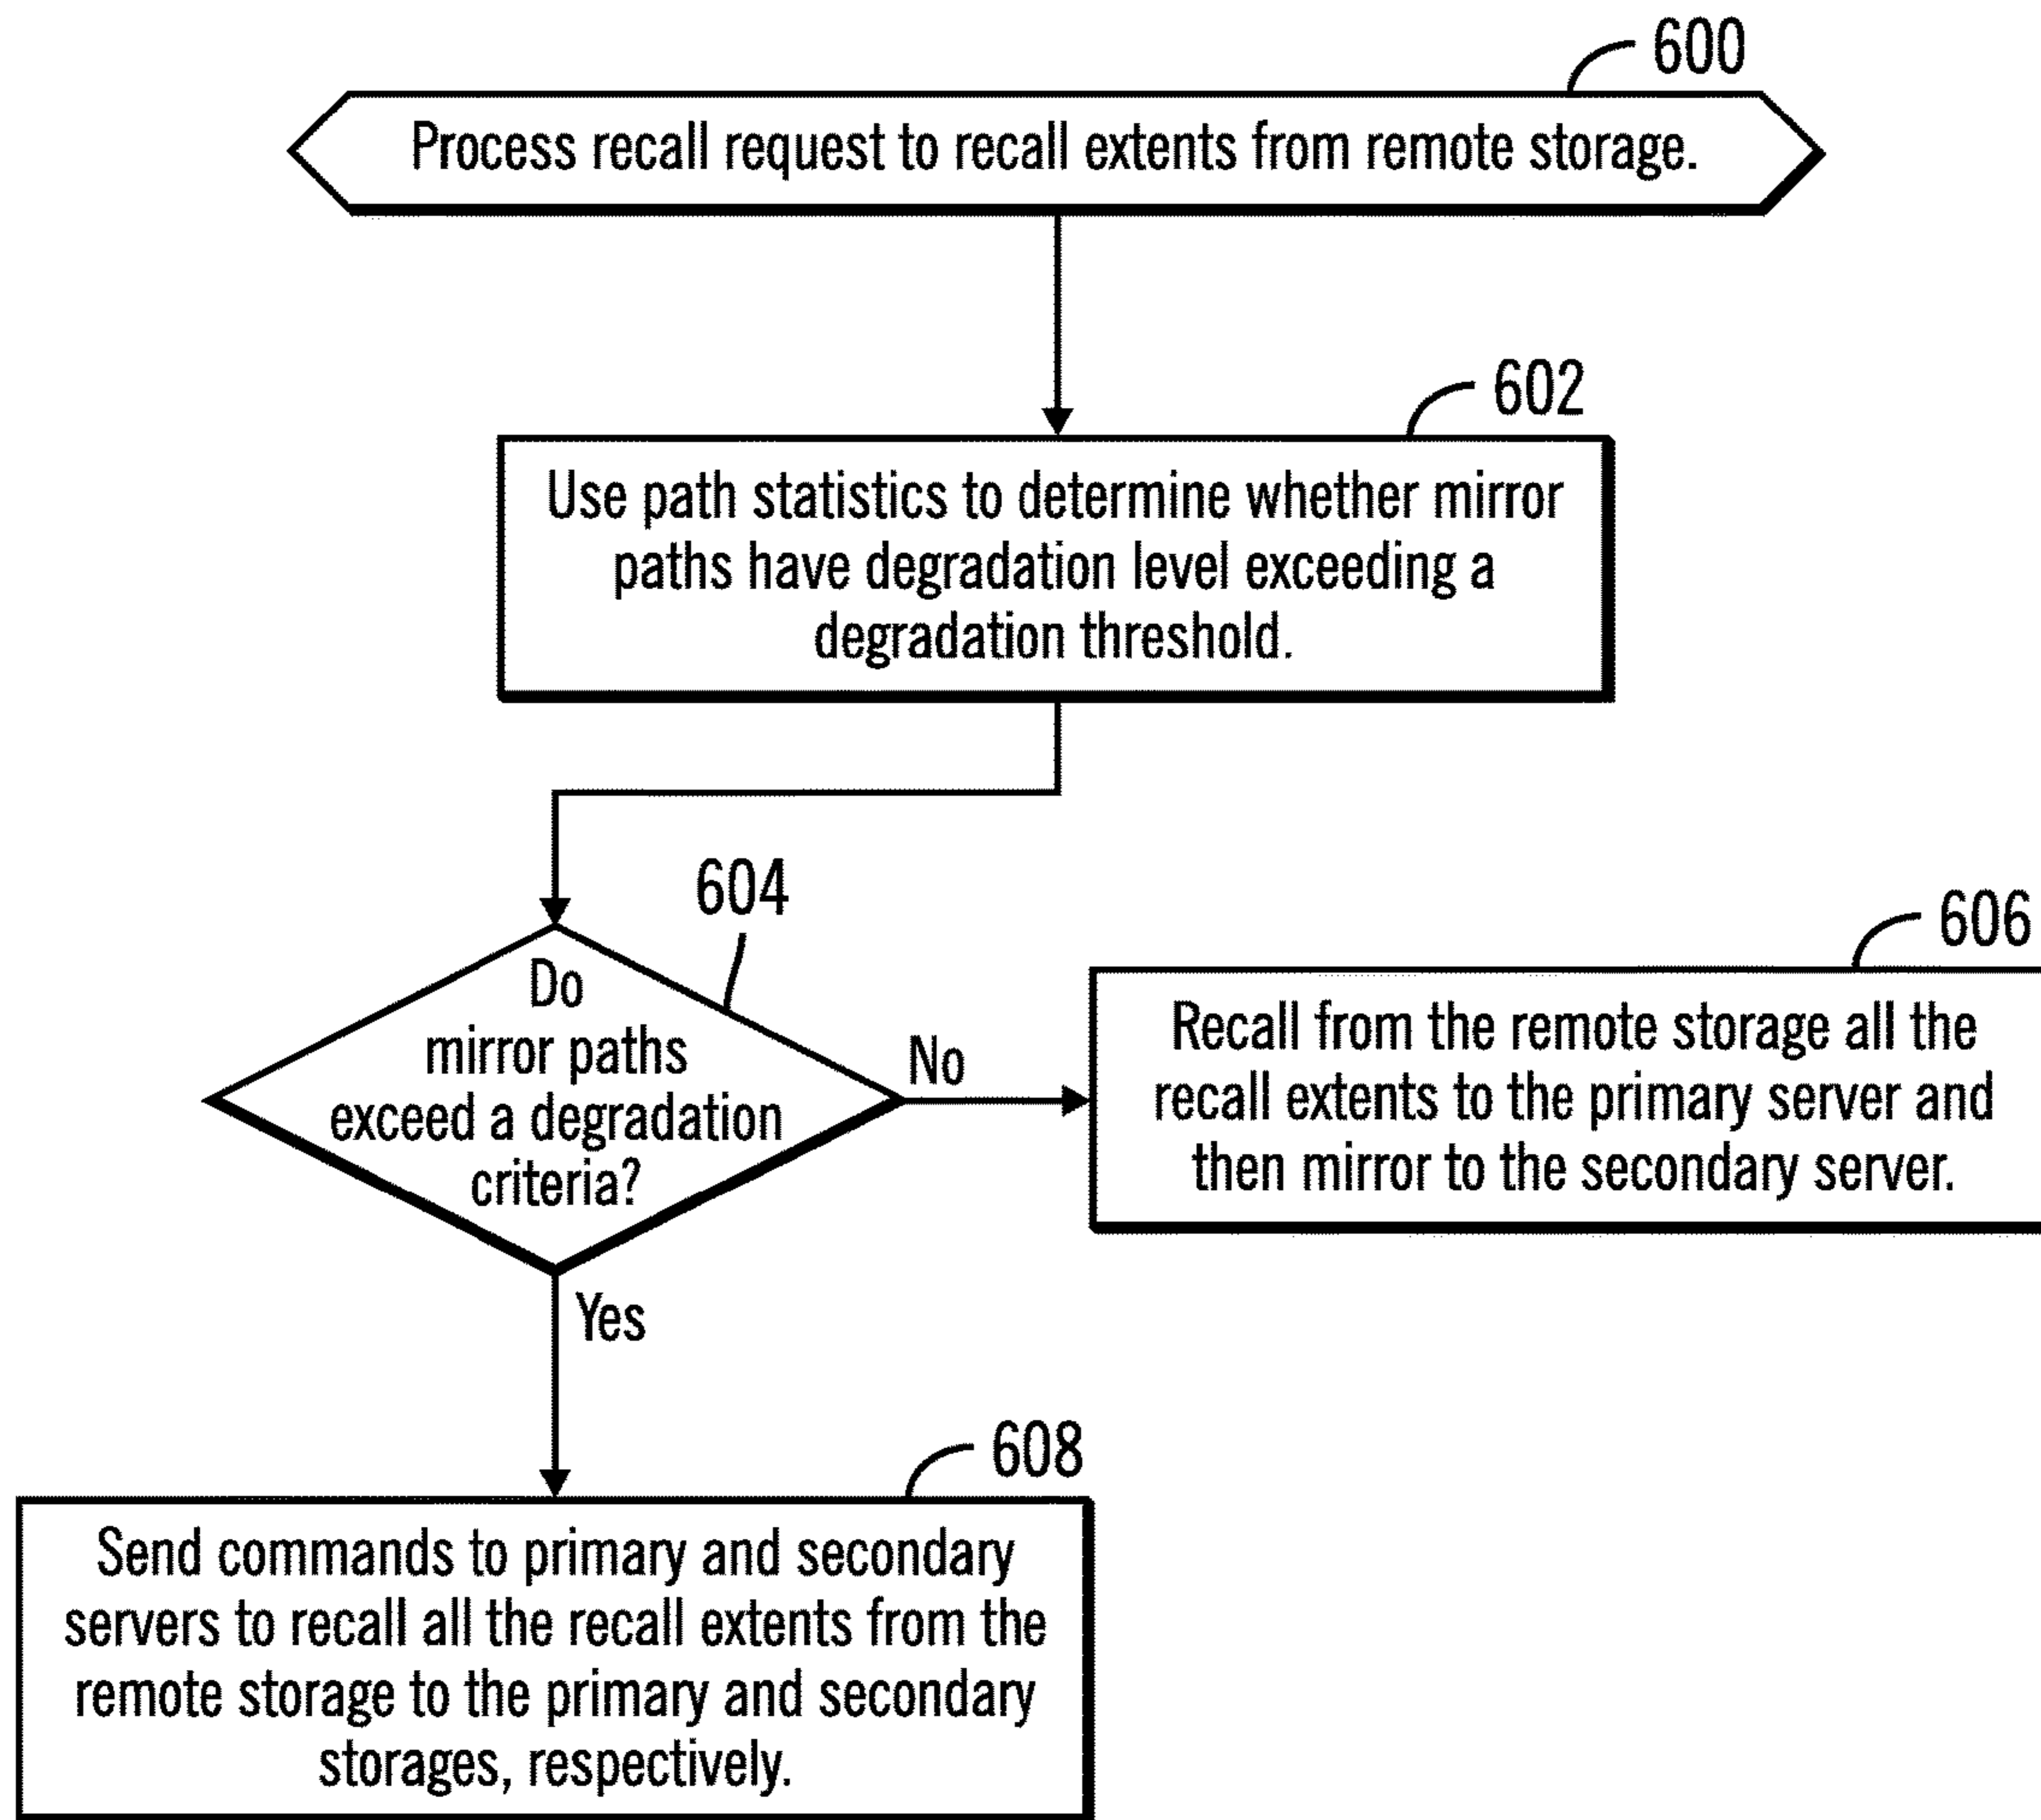 600
Process recall request to recall extents from remote storage.
602
Use path statistics to determine whether mirror
paths have degradation level exceeding a
degradation threshold.
604
Do
mirror paths
exceed a degradation
criteria?
No
606
Recall from the remote storage all the
recall extents to the primary server and
then mirror to the secondary server.
Yes
608
Send commands to primary and secondary
servers to recall all the recall extents from the
remote storage to the primary and secondary
storages, respectively.